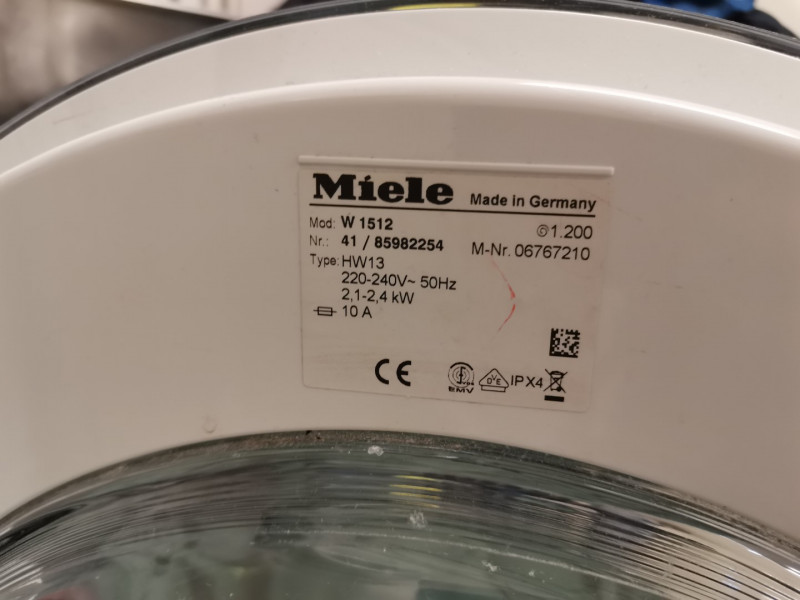 Miele Made in Germany
Mod: W 1512
1.200
Nr.: 41 / 85982254
M-Nr. 06767210
Type: HW13
220-240V~ 50Hz
2,1-2,4 kW
10 A
CE
EMV
DVE
IPX4